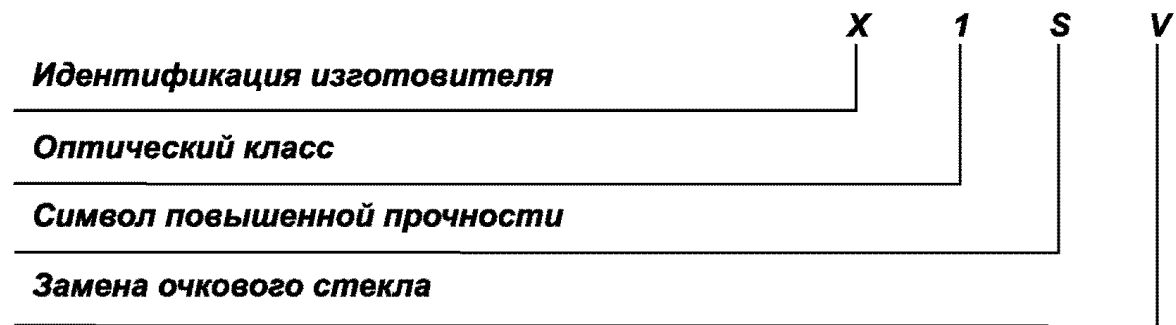 X 1 S V
Идентификация изготовителя
Оптический класс
Символ повышенной прочности
Замена очкового стекла